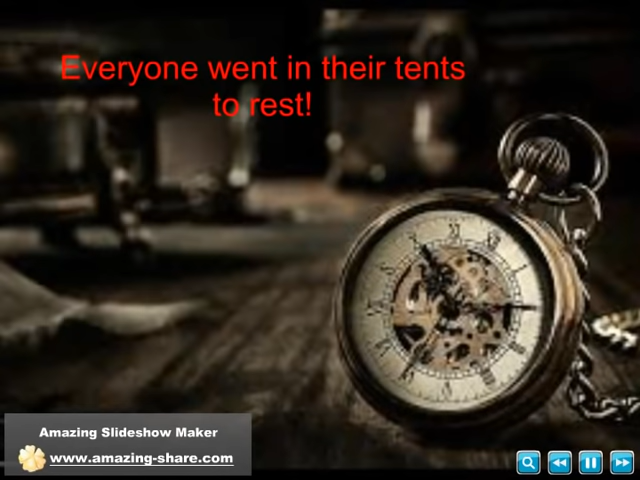 Everyone went in their tents
to rest!
Amazing Slideshow Maker
www.amazing-share.com